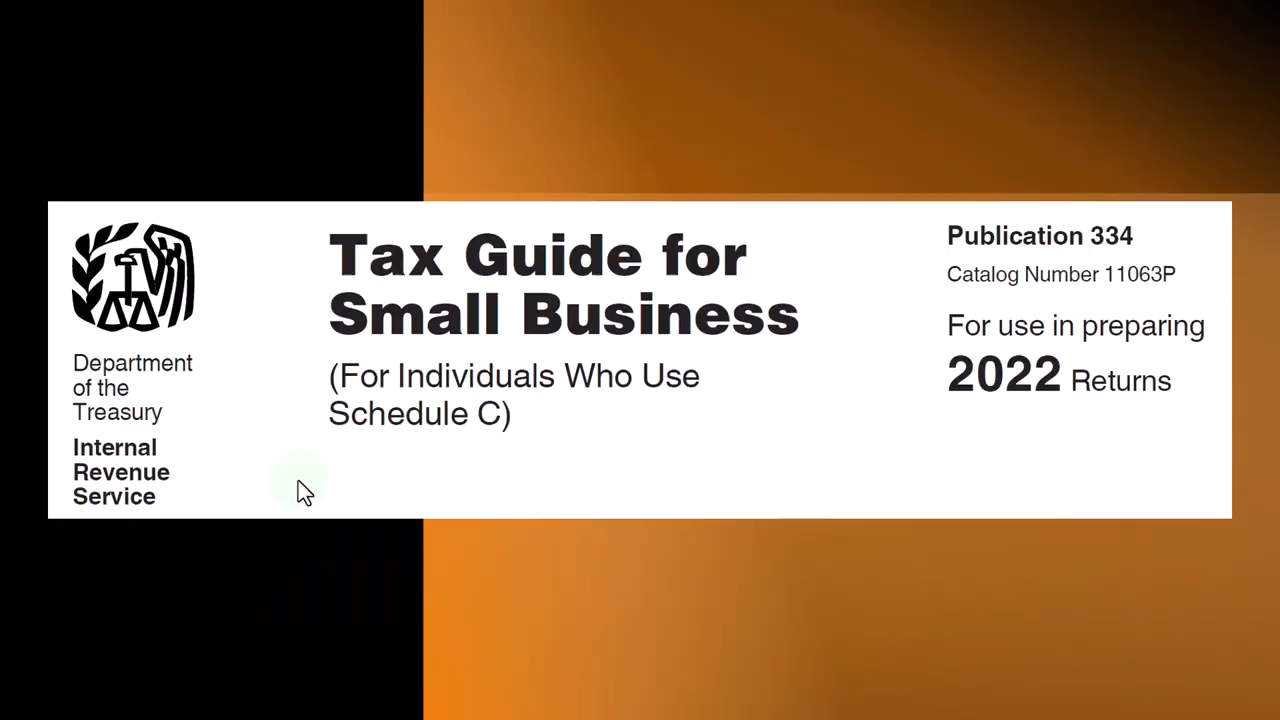 Department
of the
Treasury
Internal
Revenue
Service
Tax Guide for
Small Business
(For Individuals Who Use
Schedule C)
Publication 334
Catalog Number 11063P
For use in preparing
2022 Returns